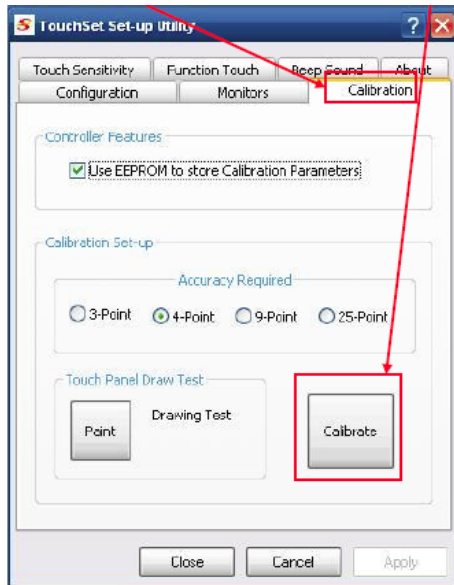 TouchSet Set-up Utility
Touch Sensitivity Function Touch Beep Sound About
Configuration Monitors Calibration
Controller Features
Use EEPROM to store Calibration Parameters
Calibration Set-up
Accuracy Required
3-Point 4-Point 9-Point 25-Point
Touch Panel Draw Test
Paint Drawing Test Calibrate
Close Cancel Apply